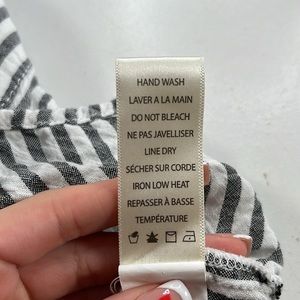 HAND WASH
LAVER A LA MAIN
DO NOT BLEACH
NE PAS JAVELLISER
LINE DRY
SÉCHER SUR CORDE
IRON LOW HEAT
REPASSER À BASSE
TEMPÉRATURE